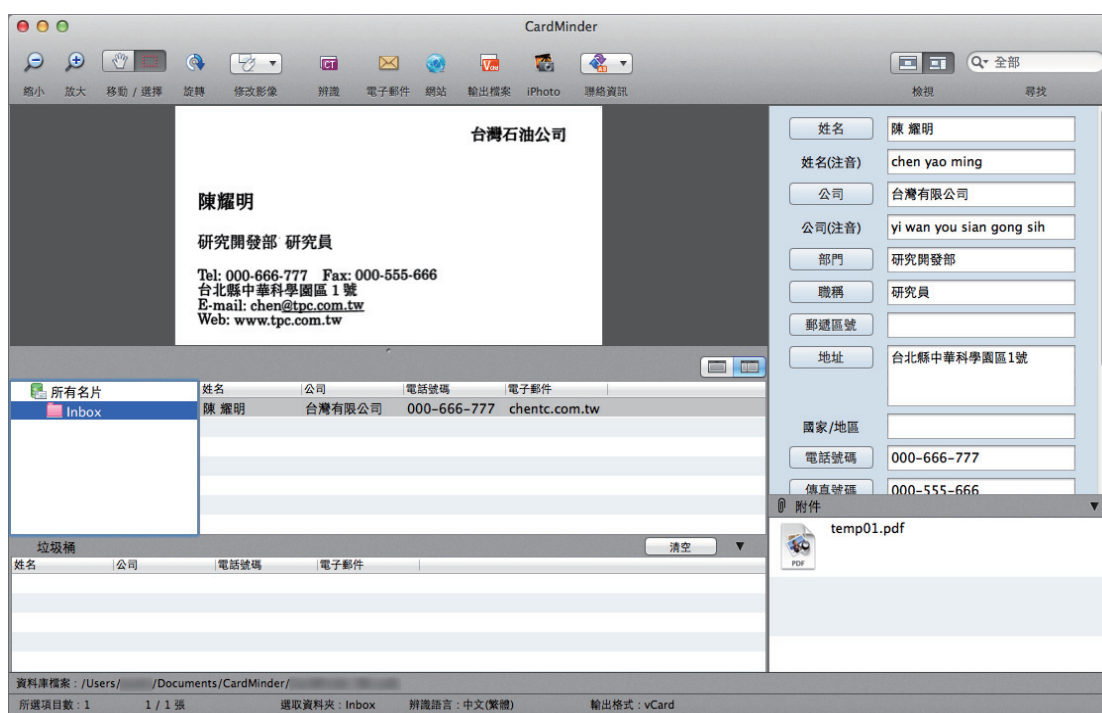 CardMinder
全部
縮小 放大 移動 / 選擇 旋轉 修改影像 辨識 電子郵件 網站 輸出檔案 iPhoto 聯絡資訊 檢視 尋找
台灣石油公司
陳耀明
研究開發部 研究員
Tel: 000-666-777 Fax: 000-555-666
台北縣中華科學園區 1 號
E-mail: chen@tpc.com.tw
Web: www.tpc.com.tw
姓名 陳 耀明
姓名(注音) chen yao ming
公司 台灣有限公司
公司(注音) yi wan you sian gong sih
部門 研究開發部
職稱 研究員
郵遞區號
地址 台北縣中華科學園區1號
國家/地區
電話號碼 000-666-777
傳真號碼 000-555-666
附件
temp01.pdf
PDF
所有名片
Inbox
姓名 公司 電話號碼 電子郵件
陳 耀明 台灣有限公司 000-666-777 chentc.com.tw
垃圾桶 清空
姓名 公司 電話號碼 電子郵件
資料庫檔案：/Users/ /Documents/CardMinder/
所選項目數：1 1 / 1 張 選取資料夾：Inbox 辨識語言：中文(繁體) 輸出格式：vCard